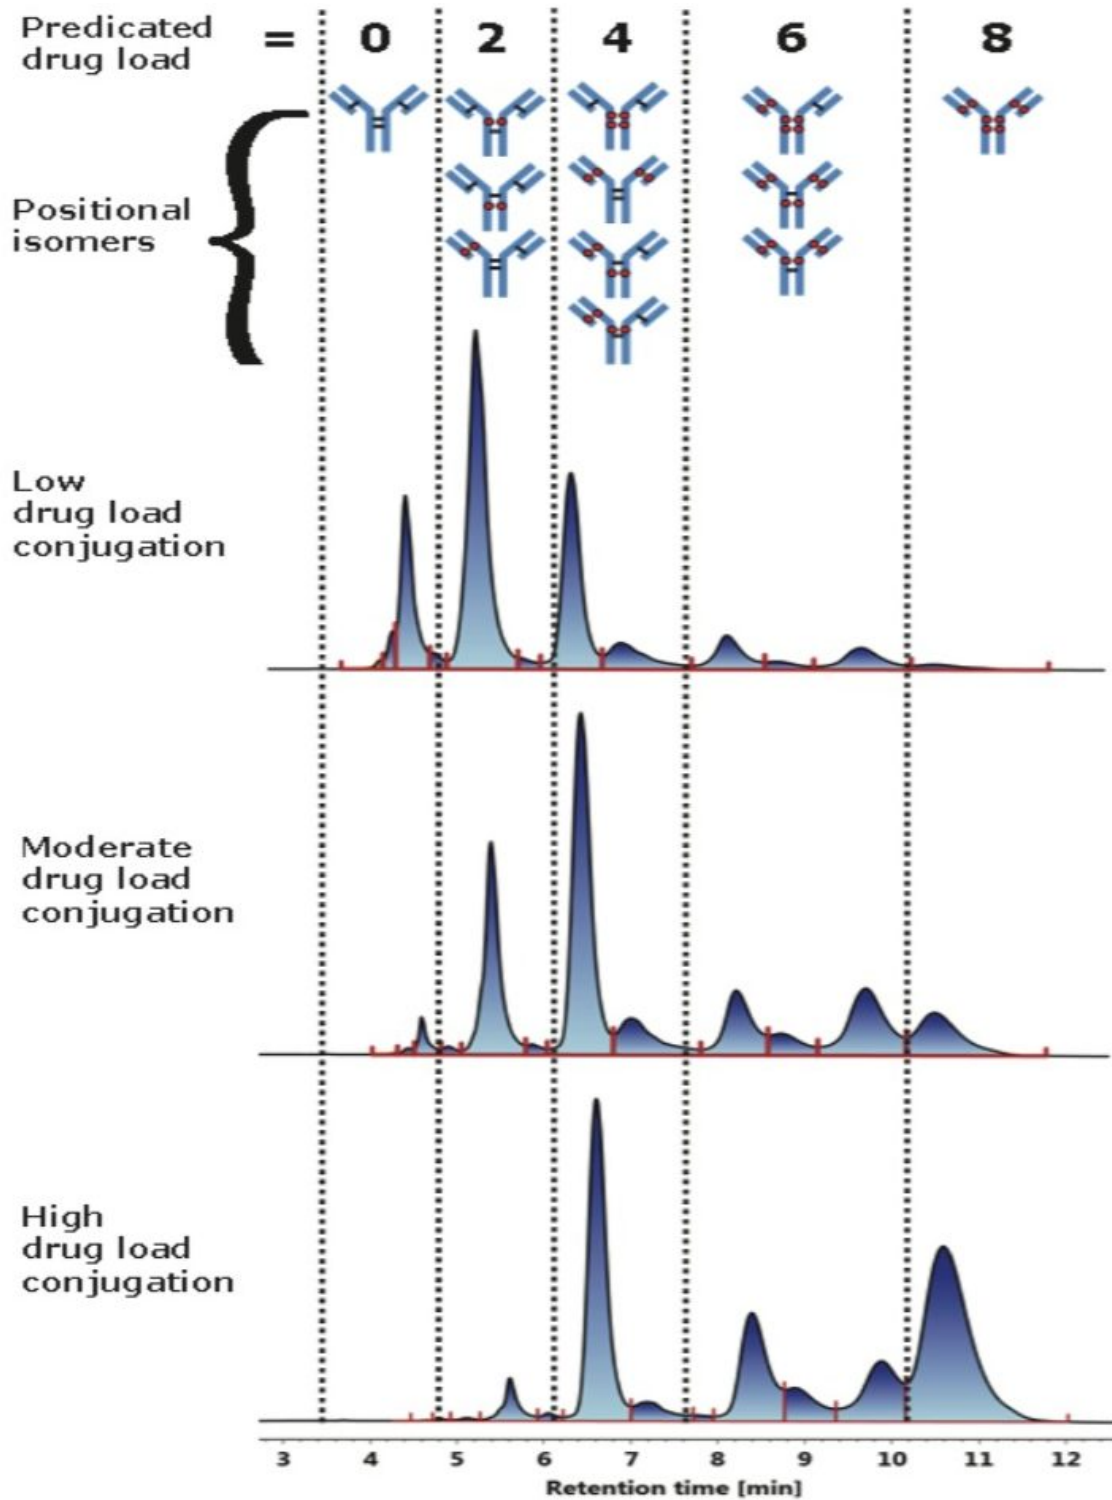 Predicated
drug load
= 0 2 4 6 8
Positional
isomers
Low
drug load
conjugation
Moderate
drug load
conjugation
High
drug load
conjugation
3 4 5 6 7 8 9 10 11 12
Retention time [min]